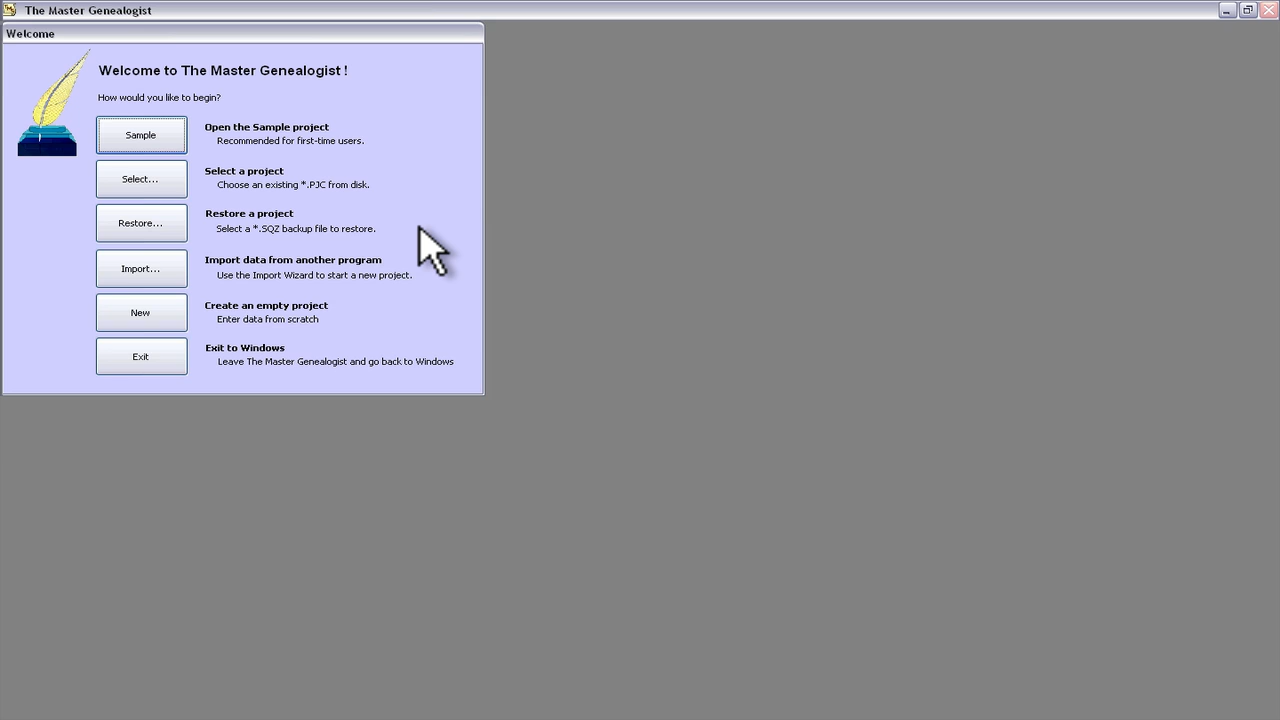 The Master Genealogist
Welcome
Welcome to The Master Genealogist !
How would you like to begin?
Sample
Open the Sample project
Recommended for first-time users.
Select...
Select a project
Choose an existing *.PJC from disk.
Restore...
Restore a project
Select a *.SQZ backup file to restore.
Import...
Import data from another program
Use the Import Wizard to start a new project.
New
Create an empty project
Enter data from scratch
Exit
Exit to Windows
Leave The Master Genealogist and go back to Windows